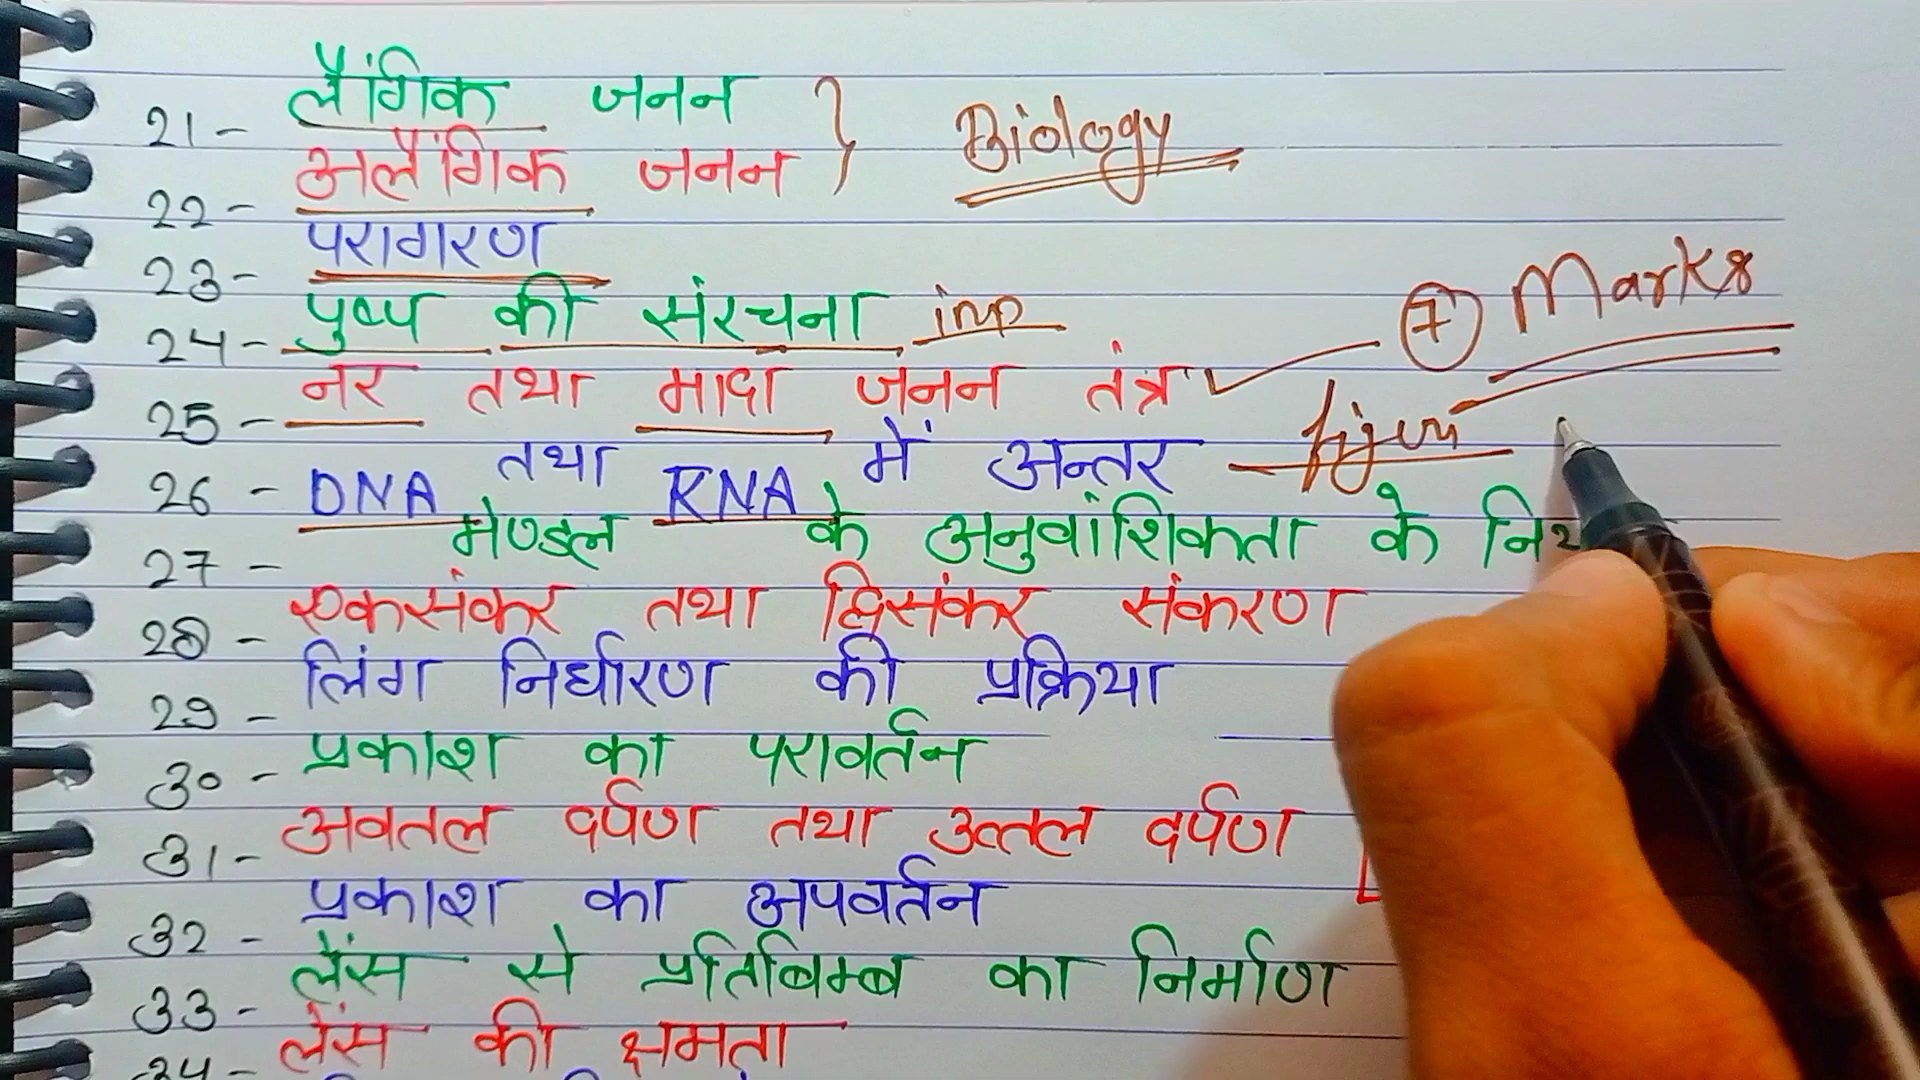 21- लैंगिक जनन } Biology
22- अलैंगिक जनन
23- परागरण
24- पुष्प की संरचना imp
⑦ Marks
25- नर तथा मादा जनन तंत्र ✓
26- DNA तथा RNA में अन्तर
27- मेण्डल के अनुवांशिकता के
28- एकसंकर तथा द्विसंकर संकरण
29- लिंग निर्धारण की प्रक्रिया
30- प्रकाश का परावर्तन
31- अवतल दर्पण तथा उत्तल दर्पण
32- प्रकाश का अपवर्तन
33- लेंस से प्रतिबिम्ब का निर्माण
34- लेंस की क्षमता